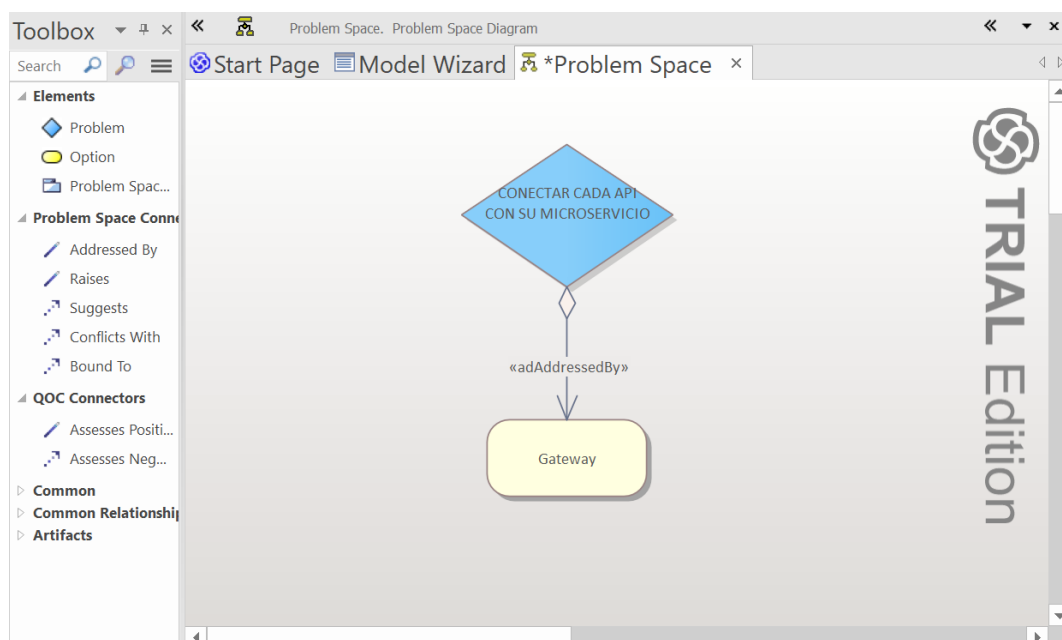 Toolbox
Problem Space. Problem Space Diagram
Search
Start Page
Model Wizard
*Problem Space
Elements
Problem
Option
Problem Spac...
Problem Space Conne
Addressed By
Raises
Suggests
Conflicts With
Bound To
QOC Connectors
Assesses Positi...
Assesses Neg...
Common
Common Relationship
Artifacts
CONECTAR CADA API
CON SU MICROSERVICIO
«adAddressedBy»
Gateway
TRIAL Edition